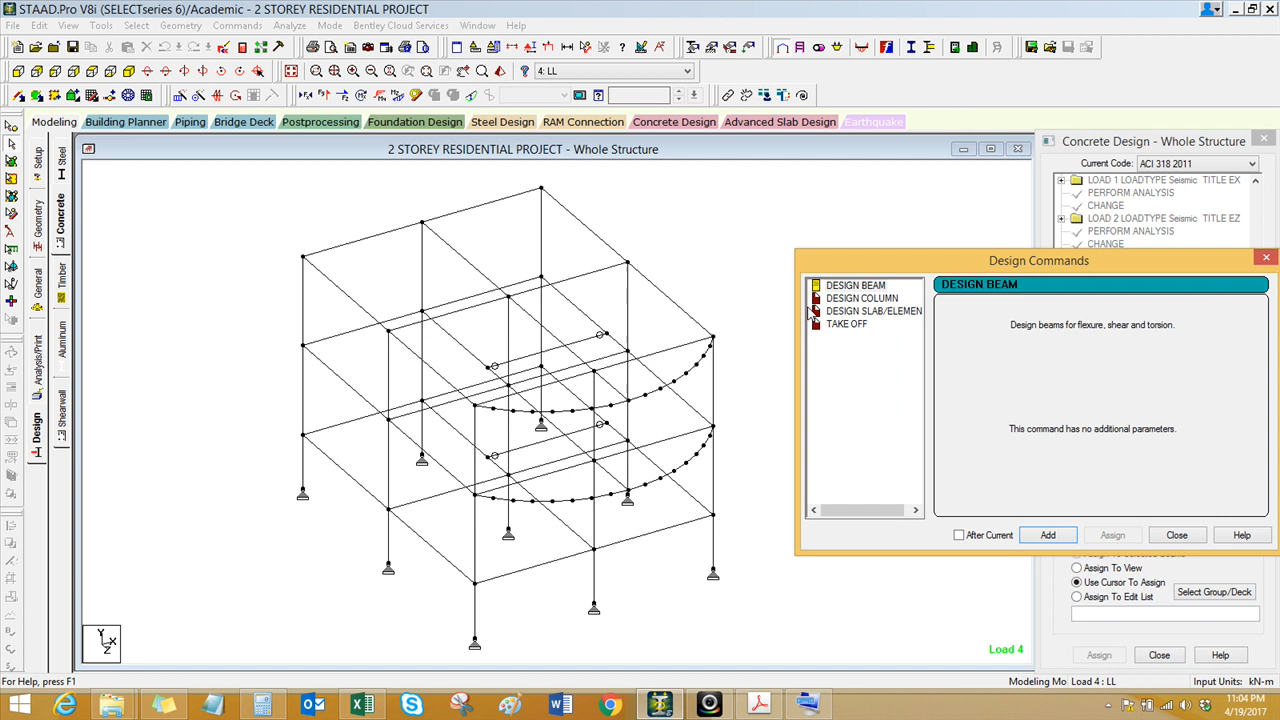 STAAD.Pro V8i (SELECTseries 6)/Academic - 2 STOREY RESIDENTIAL PROJECT
File Edit View Tools Select Geometry Commands Analyze Mode Bentley Cloud Services Window Help
4: LL
Modeling Building Planner Piping Bridge Deck Postprocessing Foundation Design Steel Design RAM Connection Concrete Design Advanced Slab Design Earthquake
2 STOREY RESIDENTIAL PROJECT - Whole Structure
Setup
Geometry
General
Analysis/Print
Design
Steel
Concrete
Timber
Aluminum
Shearwall
Concrete Design - Whole Structure
Current Code: ACI 318 2011
LOAD 1 LOADTYPE Seismic TITLE EX
PERFORM ANALYSIS
CHANGE
LOAD 2 LOADTYPE Seismic TITLE EZ
PERFORM ANALYSIS
CHANGE
Design Commands
DESIGN BEAM
DESIGN COLUMN
DESIGN SLAB/ELEMEN
TAKE OFF
DESIGN BEAM
Design beams for flexure, shear and torsion.
This command has no additional parameters.
After Current Add Assign Close Help
Assign To View
Use Cursor To Assign
Assign To Edit List
Select Group/Deck
Assign Close Help
Y
X
Z
Load 4
For Help, press F1
Modeling Mo Load 4 : LL Input Units: kN-m
11:04 PM
4/19/2017